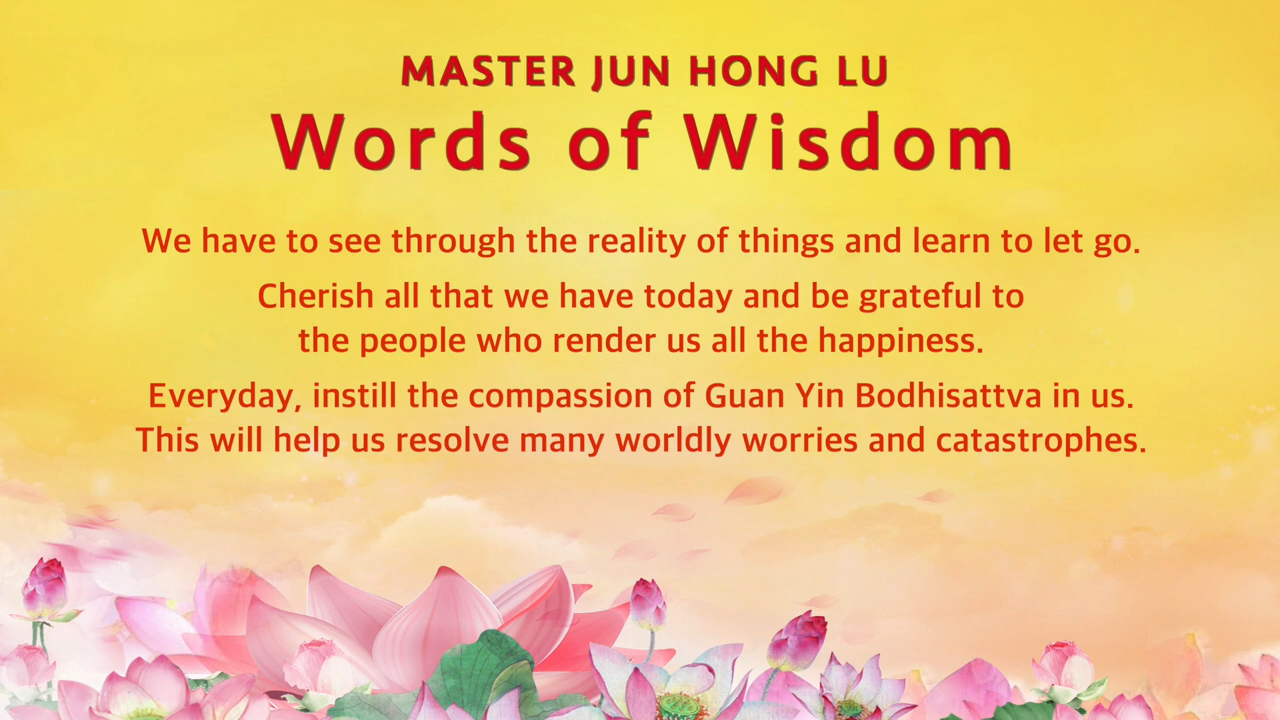 MASTER JUN HONG LU
Words of Wisdom
We have to see through the reality of things and learn to let go.
Cherish all that we have today and be grateful to
the people who render us all the happiness.
Everyday, instill the compassion of Guan Yin Bodhisattva in us.
This will help us resolve many worldly worries and catastrophes.